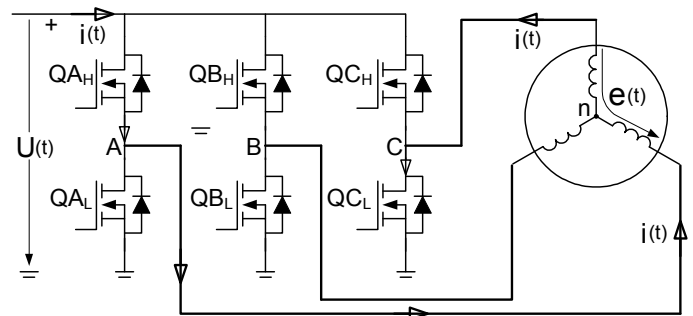 +
i(t)
i(t)
QA_H
QB_H
QC_H
n
e(t)
U(t)
A
B
C
QA_L
QB_L
QC_L
i(t)